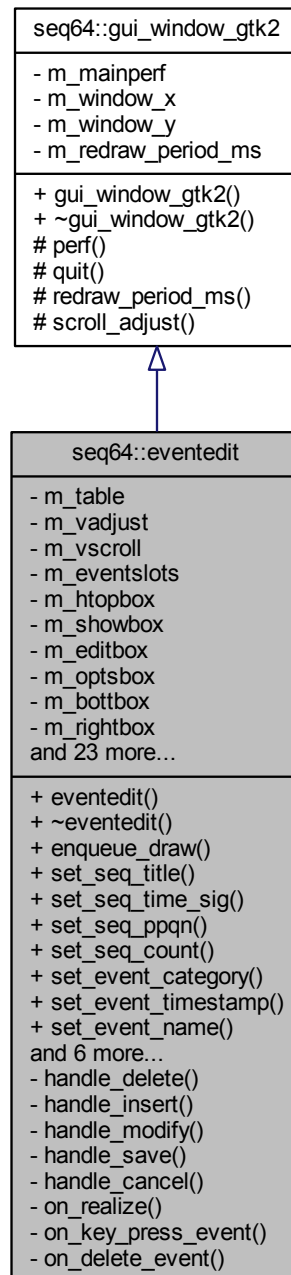 seq64::gui_window_gtk2
- m_mainperf
- m_window_x
- m_window_y
- m_redraw_period_ms
+ gui_window_gtk2()
+ ~gui_window_gtk2()
# perf()
# quit()
# redraw_period_ms()
# scroll_adjust()
seq64::eventedit
- m_table
- m_vadjust
- m_vscroll
- m_eventslots
- m_htopbox
- m_showbox
- m_editbox
- m_optsbox
- m_bottbox
- m_rightbox
and 23 more...
+ eventedit()
+ ~eventedit()
+ enqueue_draw()
+ set_seq_title()
+ set_seq_time_sig()
+ set_seq_ppqn()
+ set_seq_count()
+ set_event_category()
+ set_event_timestamp()
+ set_event_name()
and 6 more...
- handle_delete()
- handle_insert()
- handle_modify()
- handle_save()
- handle_cancel()
- on_realize()
- on_key_press_event()
- on_delete_event()